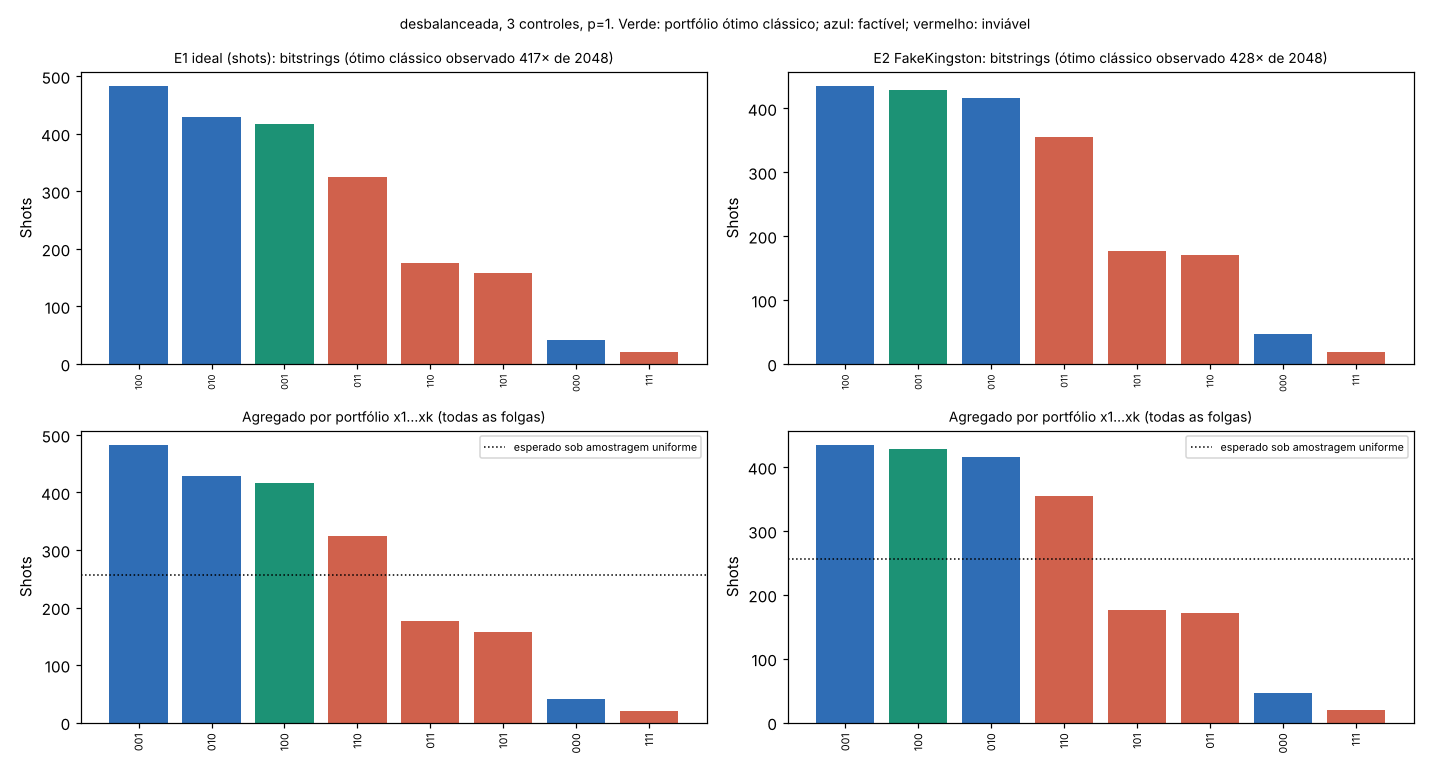 desbalanceada, 3 controles, p=1. Verde: portfólio ótimo clássico; azul: factível; vermelho: inviável
E1 ideal (shots): bitstrings (ótimo clássico observado 417× de 2048)
Shots
500
400
300
200
100
0
100 010 001 011 110 101 000 111
E2 FakeKingston: bitstrings (ótimo clássico observado 428× de 2048)
Shots
400
300
200
100
0
100 001 010 011 101 110 000 111
Agregado por portfólio x1...xk (todas as folgas)
esperado sob amostragem uniforme
Shots
500
400
300
200
100
0
001 010 100 110 011 101 000 111
Agregado por portfólio x1...xk (todas as folgas)
esperado sob amostragem uniforme
Shots
400
300
200
100
0
001 100 010 110 101 011 000 111